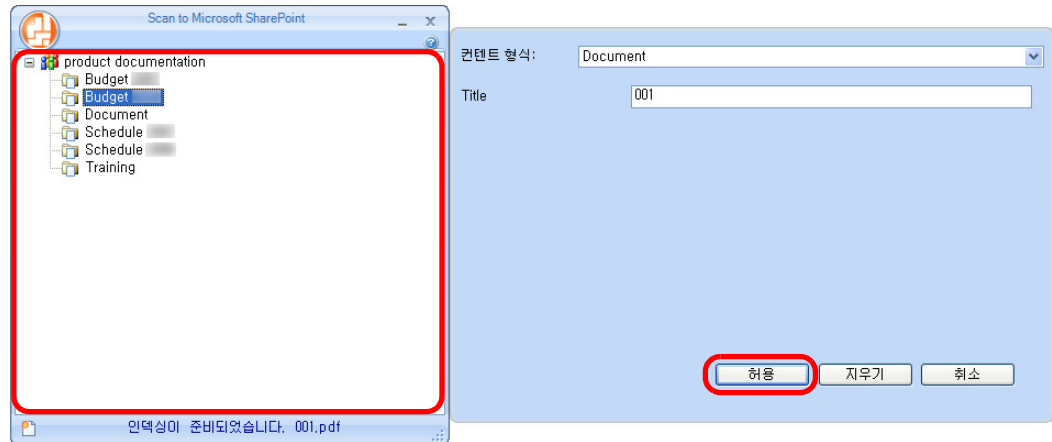 Scan to Microsoft SharePoint
product documentation
Budget
Budget
Document
Schedule
Schedule
Training
인덱싱이 준비되었습니다. 001.pdf
컨텐트 형식: Document
Title 001
허용 지우기 취소